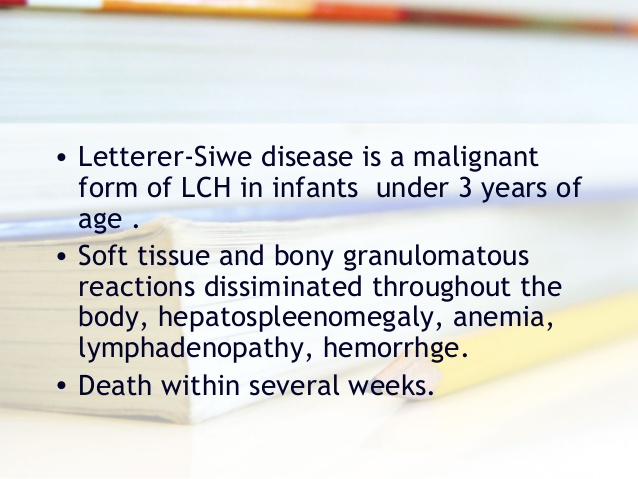 • Letterer-Siwe disease is a malignant
form of LCH in infants  under 3 years of
age .
• Soft tissue and bony granulomatous
reactions dissiminated throughout the
body, hepatospleenomegaly, anemia,
lymphadenopathy, hemorrhge.
• Death within several weeks.